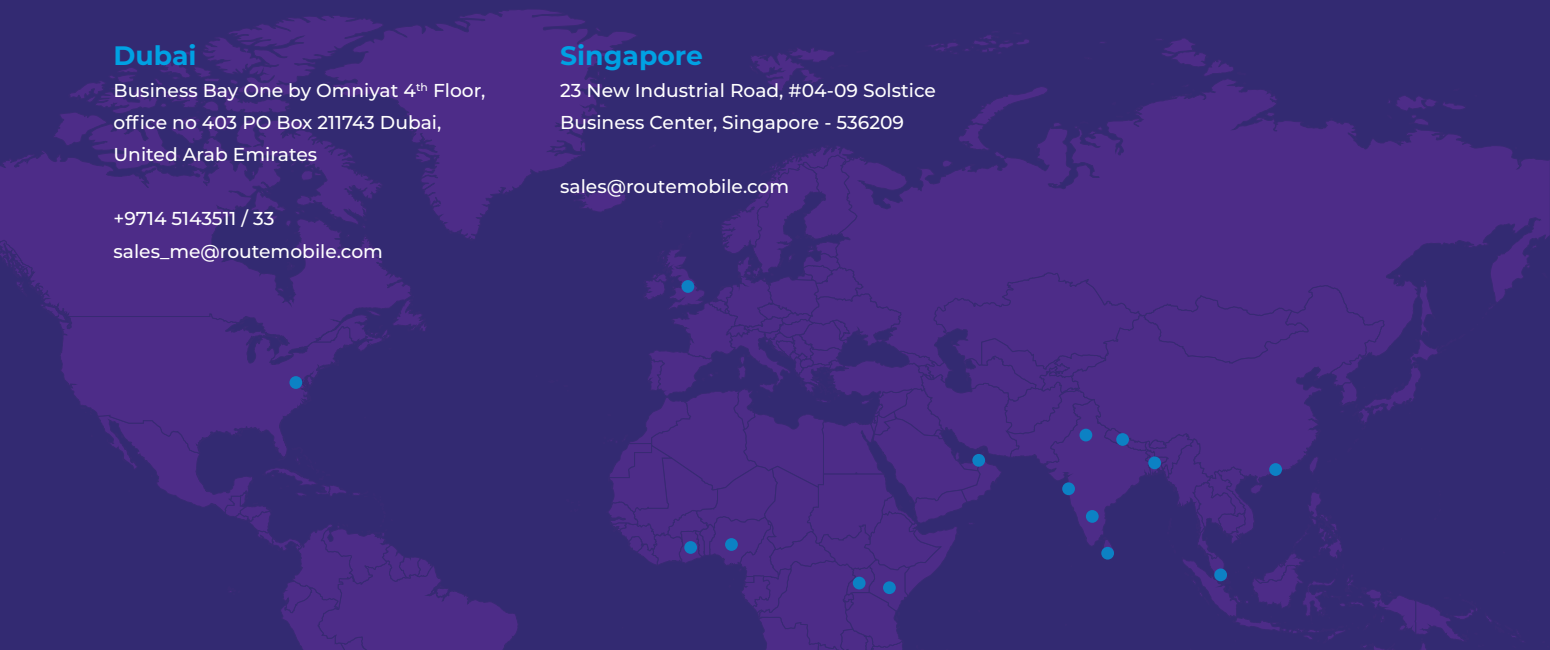 Dubai
Business Bay One by Omniyat 4th Floor,
office no 403 PO Box 211743 Dubai,
United Arab Emirates
+9714 5143511 / 33
sales_me@routemobile.com
Singapore
23 New Industrial Road, #04-09 Solstice
Business Center, Singapore - 536209
sales@routemobile.com